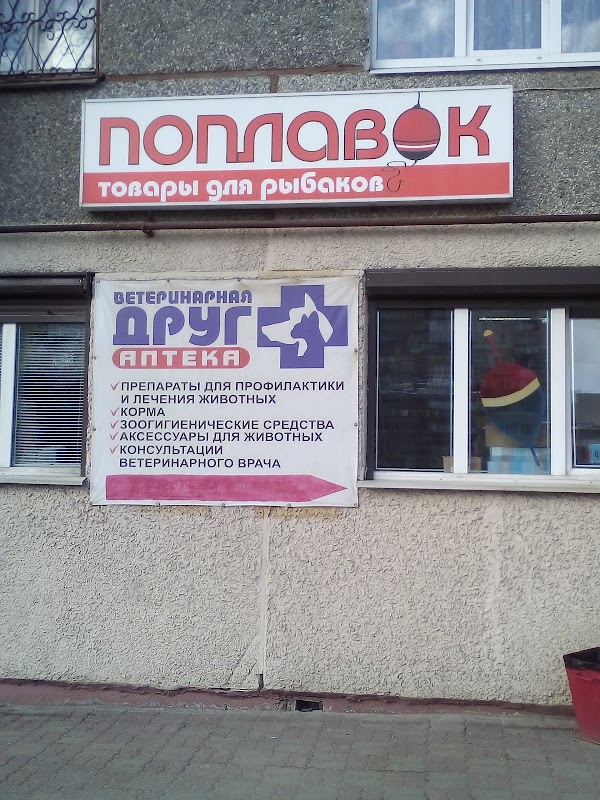 ПОПЛАВОК
товары для рыбаков
ВЕТЕРИНАРНАЯ
ДРУГ
АПТЕКА
ПРЕПАРАТЫ ДЛЯ ПРОФИЛАКТИКИ
И ЛЕЧЕНИЯ ЖИВОТНЫХ
КОРМА
ЗООГИГИЕНИЧЕСКИЕ СРЕДСТВА
АКСЕССУАРЫ ДЛЯ ЖИВОТНЫХ
КОНСУЛЬТАЦИИ
ВЕТЕРИНАРНОГО ВРАЧА